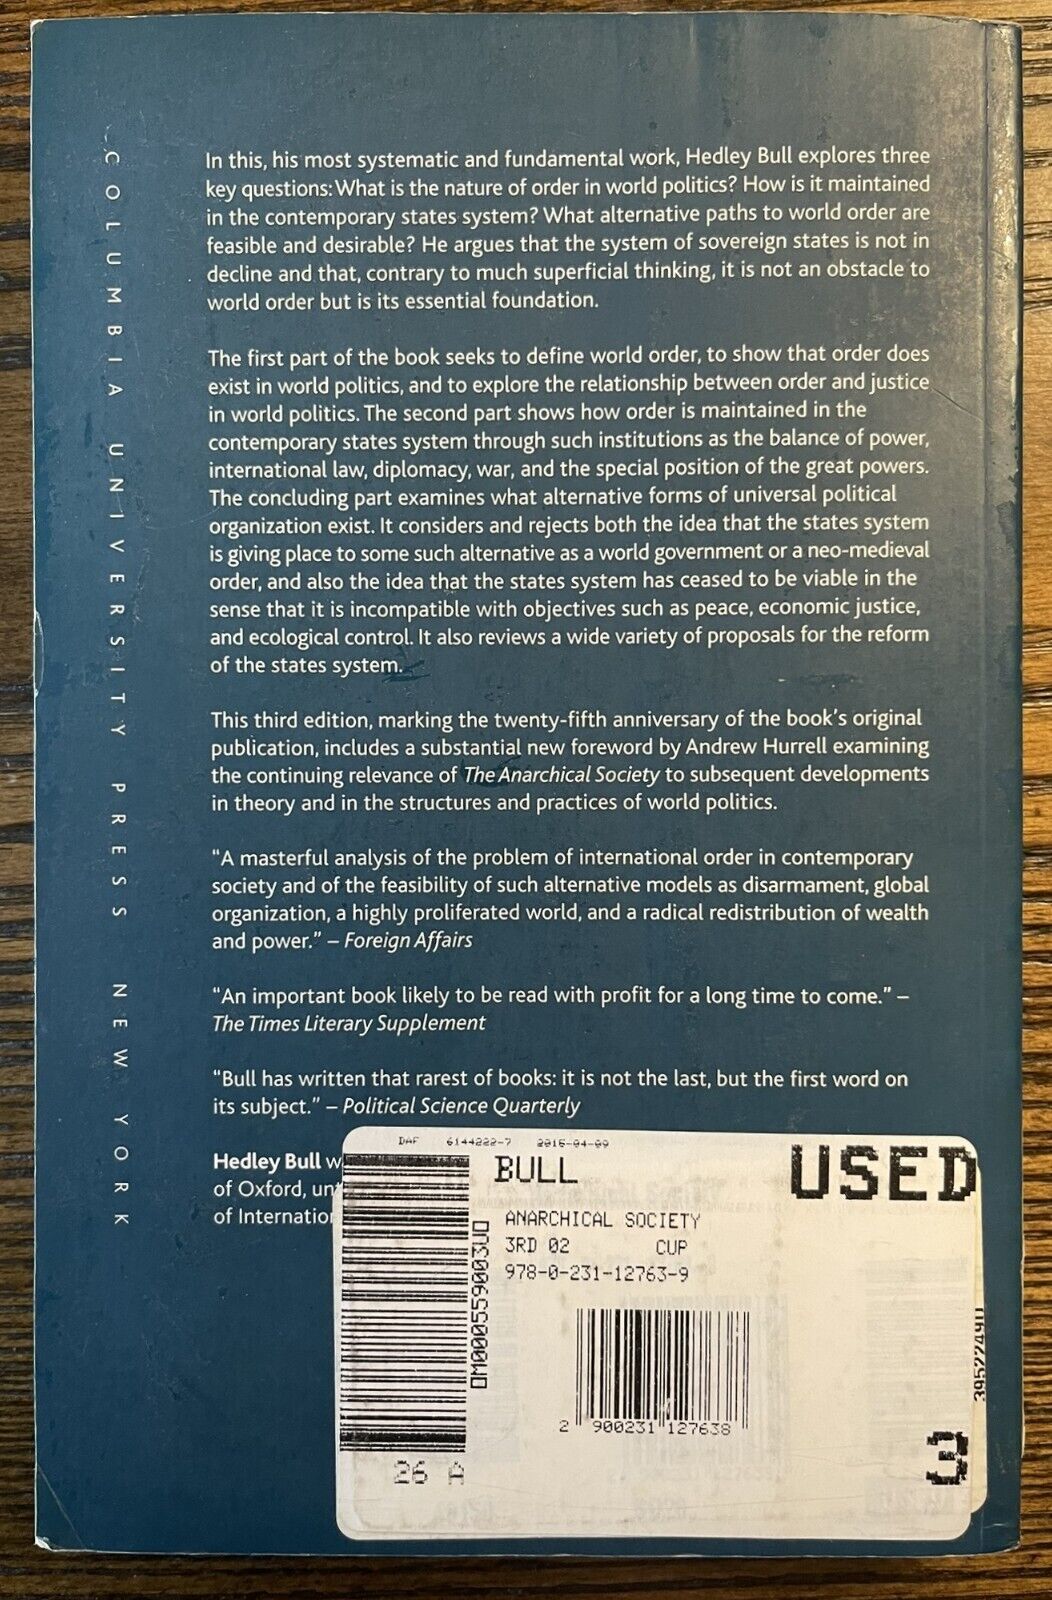 COLUMBIA UNIVERSITY PRESS NEW YORK
In this, his most systematic and fundamental work, Hedley Bull explores three
key questions: What is the nature of order in world politics? How is it maintained
in the contemporary states system? What alternative paths to world order are
feasible and desirable? He argues that the system of sovereign states is not in
decline and that, contrary to much superficial thinking, it is not an obstacle to
world order but is its essential foundation.
The first part of the book seeks to define world order, to show that order does
exist in world politics, and to explore the relationship between order and justice
in world politics. The second part shows how order is maintained in the
contemporary states system through such institutions as the balance of power,
international law, diplomacy, war, and the special position of the great powers.
The concluding part examines what alternative forms of universal political
organization exist. It considers and rejects both the idea that the states system
is giving place to some such alternative as a world government or a neo-medieval
order, and also the idea that the states system has ceased to be viable in the
sense that it is incompatible with objectives such as peace, economic justice,
and ecological control. It also reviews a wide variety of proposals for the reform
of the states system.
This third edition, marking the twenty-fifth anniversary of the book's original
publication, includes a substantial new foreword by Andrew Hurrell examining
the continuing relevance of The Anarchical Society to subsequent developments
in theory and in the structures and practices of world politics.
“A masterful analysis of the problem of international order in contemporary
society and of the feasibility of such alternative models as disarmament, global
organization, a highly proliferated world, and a radical redistribution of wealth
and power.” – Foreign Affairs
“An important book likely to be read with profit for a long time to come.” –
The Times Literary Supplement
“Bull has written that rarest of books: it is not the last, but the first word on
its subject.” – Political Science Quarterly
Hedley Bull w
of Oxford, un
of Internation
DAF 6144222-7 2016-04-09
BULL
USED
ANARCHICAL SOCIETY
3RD 02 CUP
978-0-231-12763-9
0M000559003U0
2 900231 127638
39522490
26 A
3